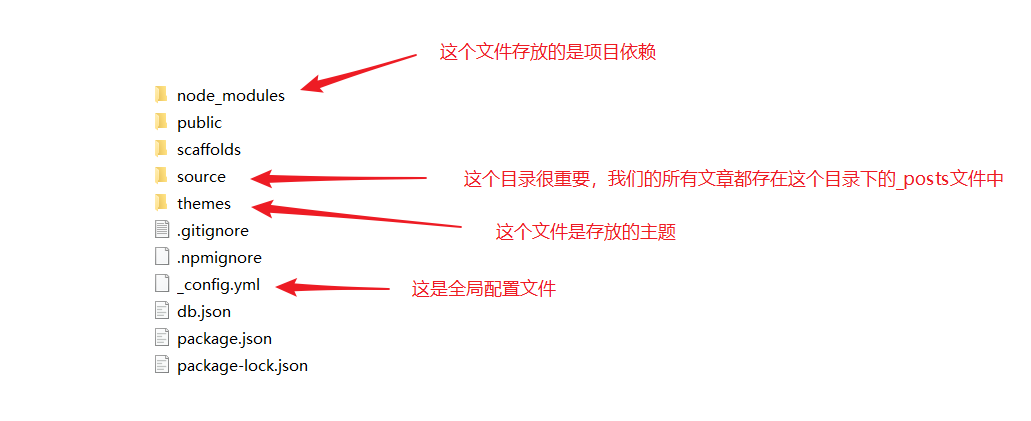 这个文件存放的是项目依赖
node_modules
public
scaffolds
source
这个目录很重要，我们的所有文章都存在这个目录下的_posts文件中
themes
这个文件是存放的主题
.gitignore
.npmignore
_config.yml
这是全局配置文件
db.json
package.json
package-lock.json